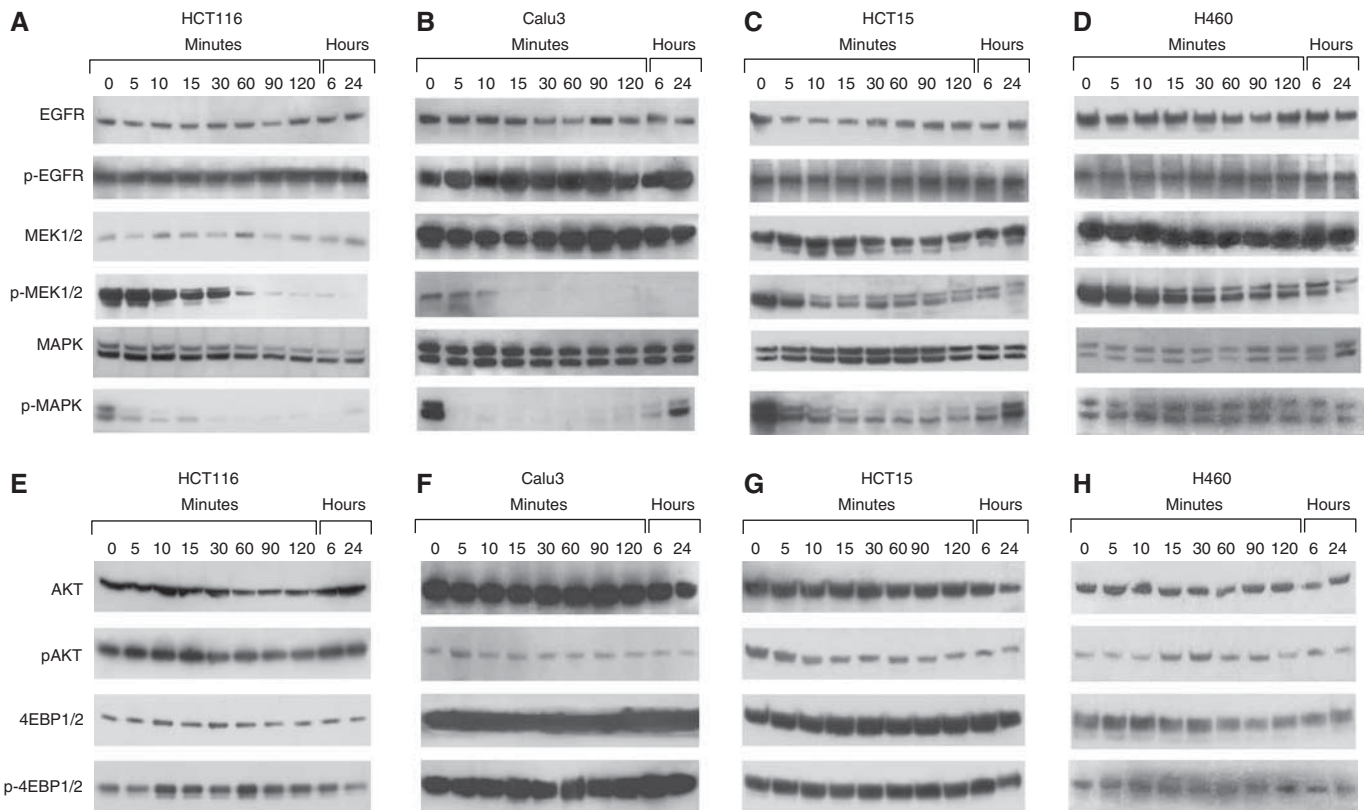 A HCT116 B Calu3 C HCT15 D H460
Minutes Hours Minutes Hours Minutes Hours Minutes Hours
0 5 10 15 30 60 90 120 6 24 0 5 10 15 30 60 90 120 6 24 0 5 10 15 30 60 90 120 6 24 0 5 10 15 30 60 90 120 6 24
EGFR
p-EGFR
MEK1/2
p-MEK1/2
MAPK
p-MAPK
E HCT116 F Calu3 G HCT15 H H460
Minutes Hours Minutes Hours Minutes Hours Minutes Hours
0 5 10 15 30 60 90 120 6 24 0 5 10 15 30 60 90 120 6 24 0 5 10 15 30 60 90 120 6 24 0 5 10 15 30 60 90 120 6 24
AKT
pAKT
4EBP1/2
p-4EBP1/2